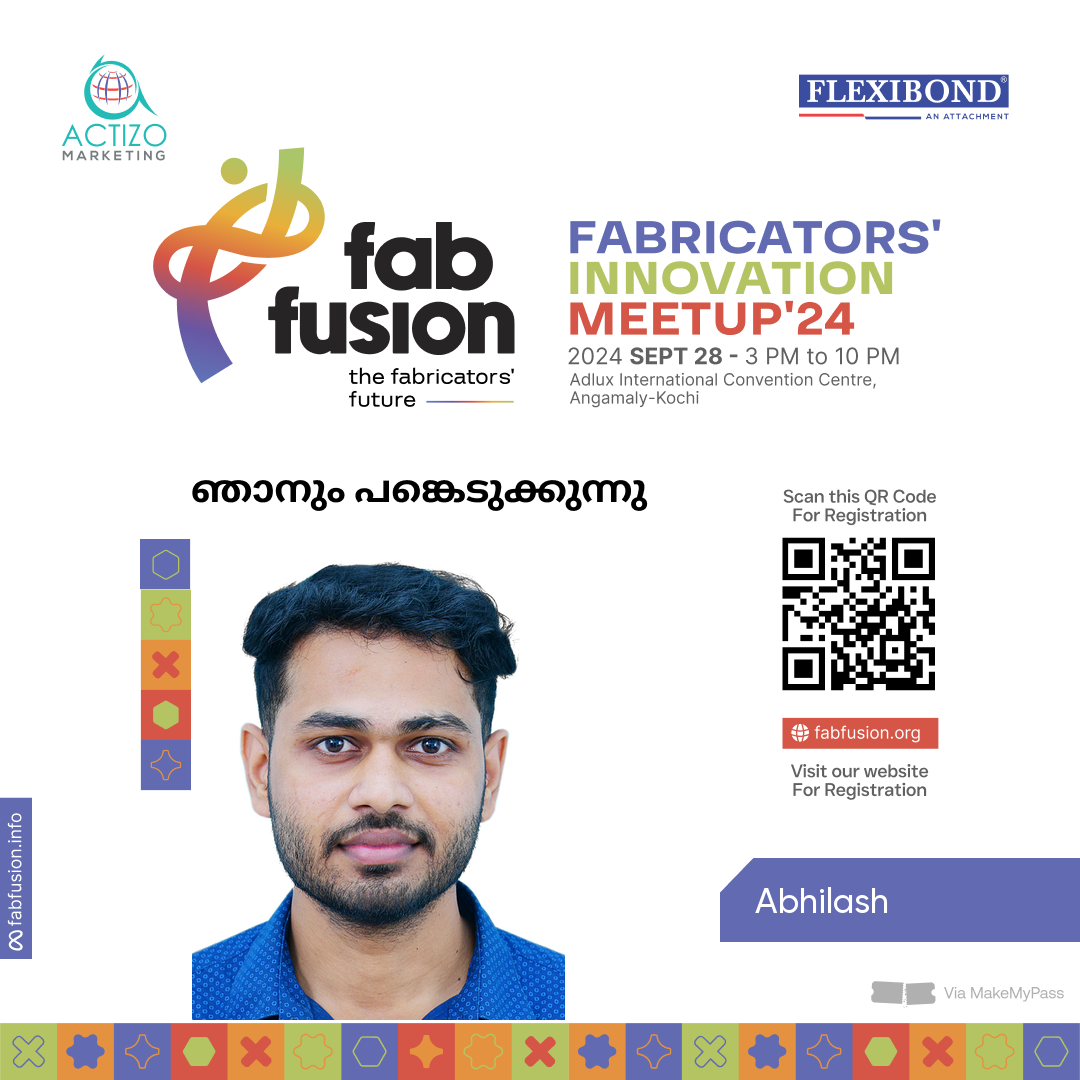 ACTIZO
MARKETING
FLEXIBOND®
AN ATTACHMENT
fab
fusion
the fabricators'
future
FABRICATORS'
INNOVATION
MEETUP'24
2024 SEPT 28 - 3 PM to 10 PM
Adlux International Convention Centre,
Angamaly-Kochi
ഞാനും പങ്കെടുക്കുന്നു
Scan this QR Code
For Registration
fabfusion.org
Visit our website
For Registration
fabfusion.info
Abhilash
Via MakeMyPass